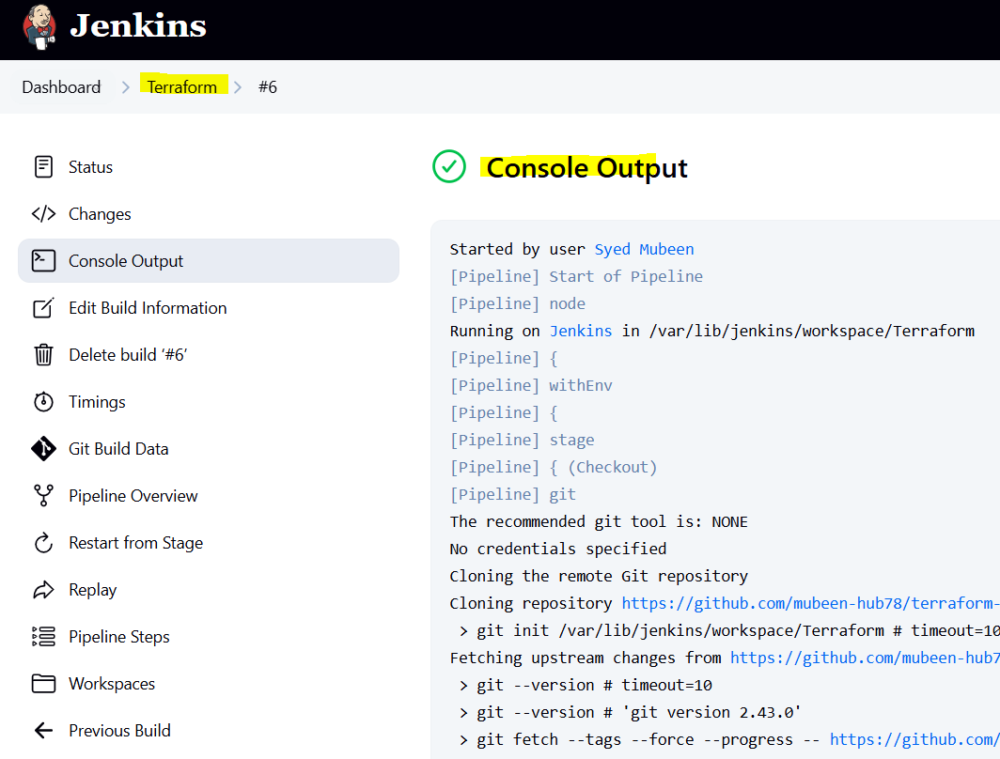 Jenkins
Dashboard > Terraform > #6
Status
Changes
Console Output
Edit Build Information
Delete build ‘#6’
Timings
Git Build Data
Pipeline Overview
Restart from Stage
Replay
Pipeline Steps
Workspaces
Previous Build
Console Output
Started by user Syed Mubeen
[Pipeline] Start of Pipeline
[Pipeline] node
Running on Jenkins in /var/lib/jenkins/workspace/Terraform
[Pipeline] {
[Pipeline] withEnv
[Pipeline] {
[Pipeline] stage
[Pipeline] { (Checkout)
[Pipeline] git
The recommended git tool is: NONE
No credentials specified
Cloning the remote Git repository
Cloning repository https://github.com/mubeen-hub78/terraform-
> git init /var/lib/jenkins/workspace/Terraform # timeout=10
Fetching upstream changes from https://github.com/mubeen-hub7
> git --version # timeout=10
> git --version # 'git version 2.43.0'
> git fetch --tags --force --progress -- https://github.com/